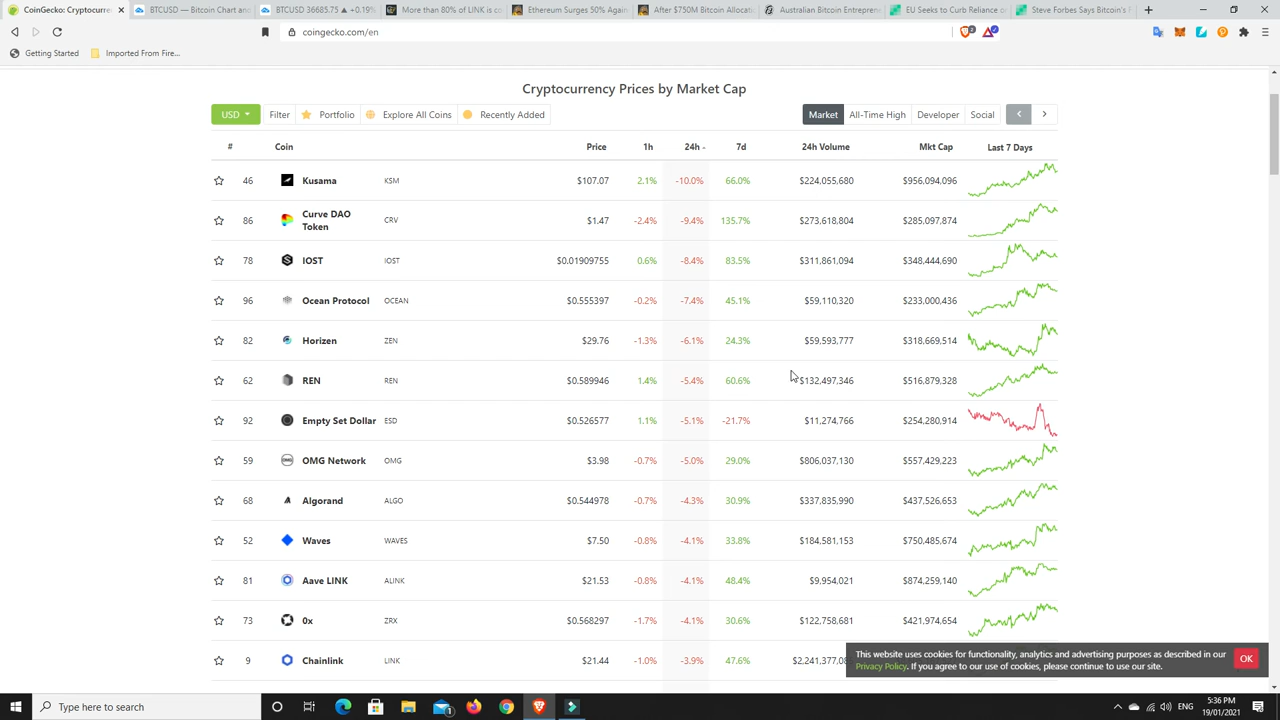 CoinGecko: Cryptocurrenc
BTCUSD — Bitcoin Chart and
BTCUSD 36685.75 ▲ +0.19%
More than 80% of LINK is co
Ethereum Surges 50% Again
After $750M Bitcoin Allocatio
Australian Bitcoin Entreprene
EU Seeks to Curb Reliance on
Steve Forbes Says Bitcoin's F
coingecko.com/en
Getting Started
Imported From Fire...
Cryptocurrency Prices by Market Cap
USD Filter Portfolio Explore All Coins Recently Added Market All-Time High Developer Social
# Coin Price 1h 24h 7d 24h Volume Mkt Cap Last 7 Days
46 Kusama KSM $107.07 2.1% -10.0% 66.0% $224,055,680 $956,094,096
86 Curve DAO Token CRV $1.47 -2.4% -9.4% 135.7% $273,618,804 $285,097,874
78 IOST IOST $0.01909755 0.6% -8.4% 83.5% $311,861,094 $348,444,690
96 Ocean Protocol OCEAN $0.555397 -0.2% -7.4% 45.1% $59,110,320 $233,000,436
82 Horizen ZEN $29.76 -1.3% -6.1% 24.3% $59,593,777 $318,669,514
62 REN REN $0.589946 1.4% -5.4% 60.6% $132,497,346 $516,879,328
92 Empty Set Dollar ESD $0.526577 1.1% -5.1% -21.7% $11,274,766 $254,280,914
59 OMG Network OMG $3.98 -0.7% -5.0% 29.0% $806,037,130 $557,429,223
68 Algorand ALGO $0.544978 -0.7% -4.3% 30.9% $337,835,990 $437,526,653
52 Waves WAVES $7.50 -0.8% -4.1% 33.8% $184,581,153 $750,485,674
81 Aave LINK ALINK $21.53 -0.8% -4.1% 48.4% $9,954,021 $874,259,140
73 0x ZRX $0.568297 -1.7% -4.1% 30.6% $122,758,681 $421,974,654
9 Chainlink LINK $21.44 -1.0% -3.9% 47.6% $2,241,377,0
This website uses cookies for functionality, analytics and advertising purposes as described in our
Privacy Policy. If you agree to our use of cookies, please continue to use our site.
OK
Type here to search
ENG
5:36 PM
19/01/2021